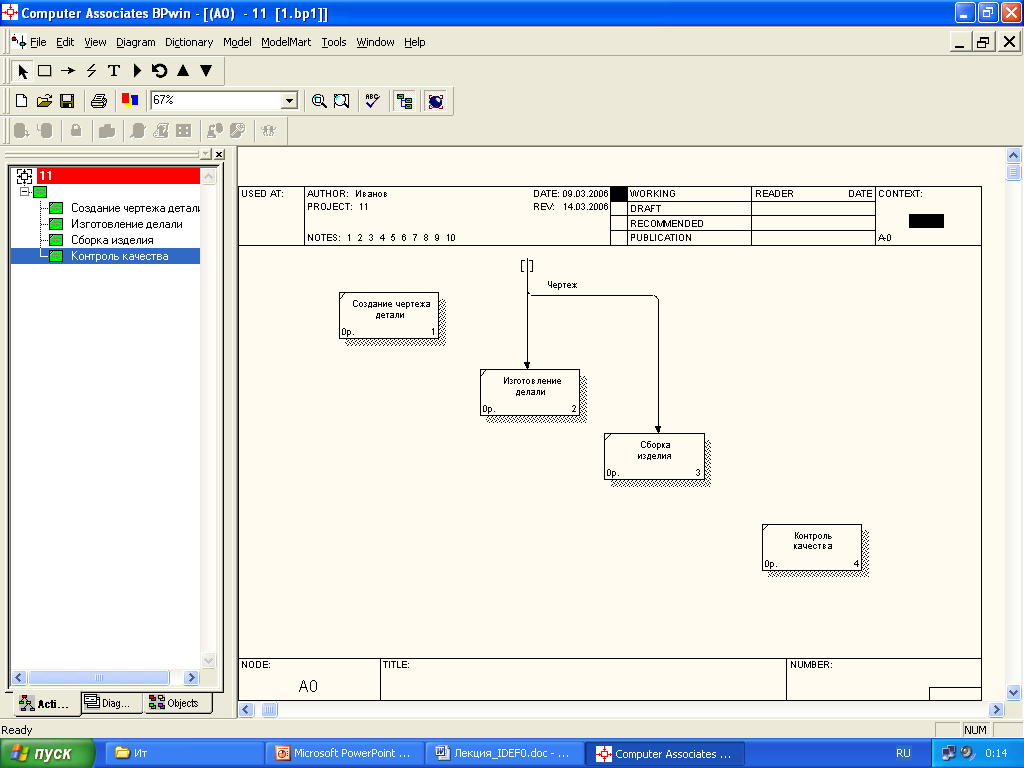 Computer Associates BPwin - [(A0) - 11 [1.bp1]]
File Edit View Diagram Dictionary Model ModelMart Tools Window Help
T
67%
ABC
11
Создание чертежа детали
Изготовление делали
Сборка изделия
Контроль качества
Acti... Diag... Objects
USED AT: AUTHOR: Иванов DATE: 09.03.2006 WORKING READER DATE CONTEXT:
PROJECT: 11 REV: 14.03.2006 DRAFT
RECOMMENDED
NOTES: 1 2 3 4 5 6 7 8 9 10 PUBLICATION A-0
Чертеж
Создание чертежа
детали
0р. 1
Изготовление
делали
0р. 2
Сборка
изделия
0р. 3
Контроль
качества
0р. 4
NODE: TITLE: NUMBER:
A0
Ready NUM
пуск Ит Microsoft PowerPoint ... Лекция_IDEF0.doc - ... Computer Associates ... RU 0:14